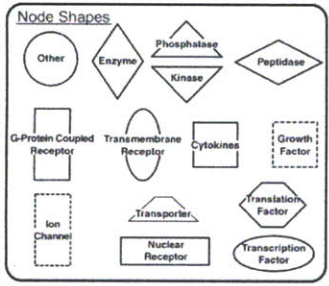 Node Shapes
Other
Enzyme
Phosphatase
Kinase
Peptidase
G-Protein Coupled
Receptor
Transmembrane
Receptor
Cytokines
Growth
Factor
Ion
Channel
Transporter
Translation
Factor
Nuclear
Receptor
Transcription
Factor